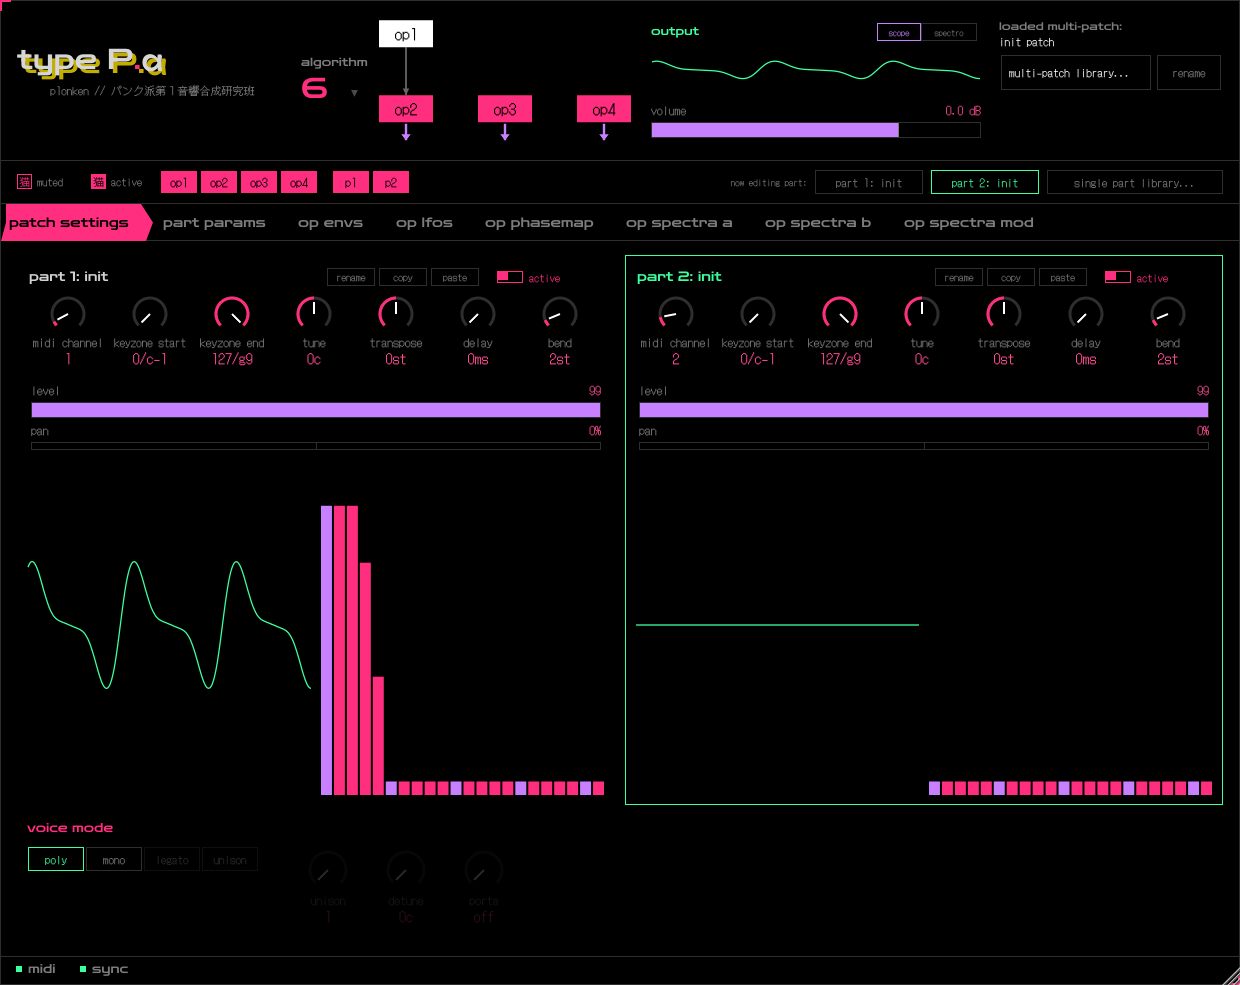 type P.a
plonken // パンク派第1音響合成研究班
algorithm
6
op1
op2
op3
op4
output
scope
spectro
volume
0.0 dB
loaded multi-patch:
init patch
multi-patch library...
rename
猫 muted
猫 active
op1
op2
op3
op4
p1
p2
now editing part:
part 1: init
part 2: init
single part library...
patch settings
part params
op envs
op lfos
op phasemap
op spectra a
op spectra b
op spectra mod
part 1: init
rename
copy
paste
active
midi channel
keyzone start
keyzone end
tune
transpose
delay
bend
1
0/c-1
127/g9
0c
0st
0ms
2st
level
99
pan
0%
part 2: init
rename
copy
paste
active
midi channel
keyzone start
keyzone end
tune
transpose
delay
bend
2
0/c-1
127/g9
0c
0st
0ms
2st
level
99
pan
0%
voice mode
poly
mono
legato
unison
unison
detune
porta
1
0c
off
midi
sync